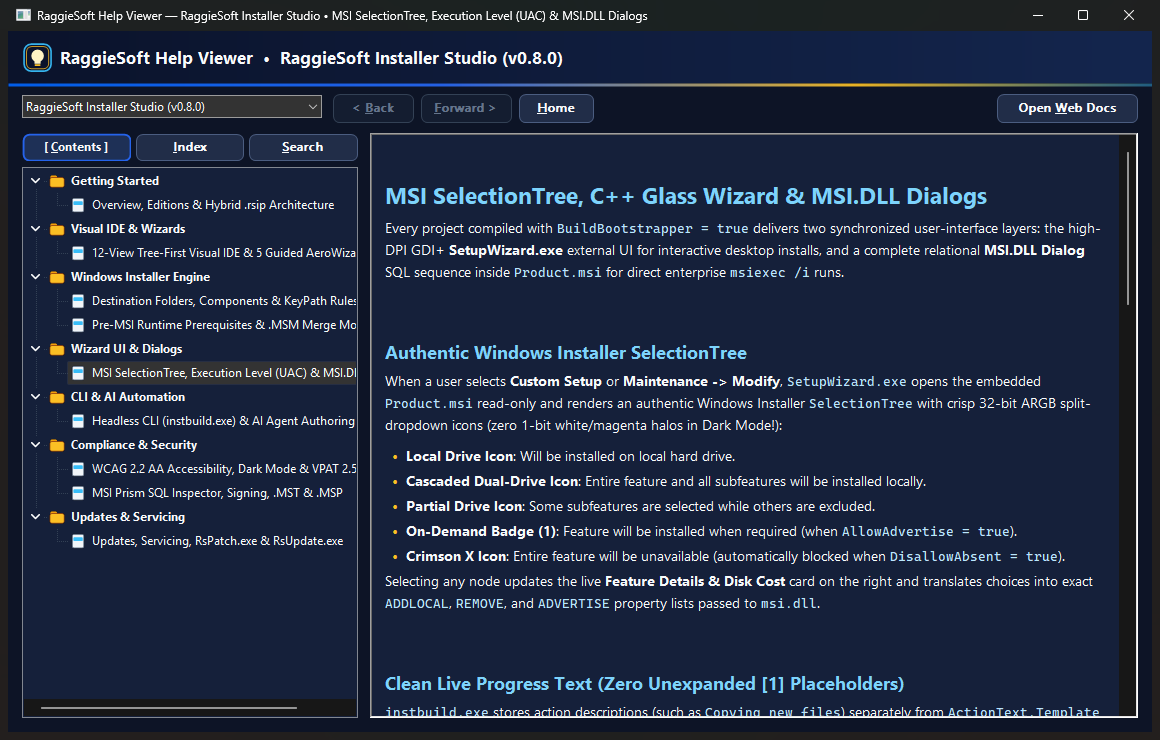 RaggieSoft Help Viewer — RaggieSoft Installer Studio • MSI SelectionTree, Execution Level (UAC) & MSI.DLL Dialogs
RaggieSoft Help Viewer • RaggieSoft Installer Studio (v0.8.0)
RaggieSoft Installer Studio (v0.8.0)
< Back
Forward >
Home
Open Web Docs
[ Contents ]
Index
Search
Getting Started
Overview, Editions & Hybrid .rsip Architecture
Visual IDE & Wizards
12-View Tree-First Visual IDE & 5 Guided AeroWiza
Windows Installer Engine
Destination Folders, Components & KeyPath Rules
Pre-MSI Runtime Prerequisites & .MSM Merge Mo
Wizard UI & Dialogs
MSI SelectionTree, Execution Level (UAC) & MSI.Dl
CLI & AI Automation
Headless CLI (instbuild.exe) & AI Agent Authoring
Compliance & Security
WCAG 2.2 AA Accessibility, Dark Mode & VPAT 2.5
MSI Prism SQL Inspector, Signing, .MST & .MSP
Updates & Servicing
Updates, Servicing, RsPatch.exe & RsUpdate.exe
MSI SelectionTree, C++ Glass Wizard & MSI.DLL Dialogs
Every project compiled with BuildBootstrapper = true delivers two synchronized user-interface layers: the high-
DPI GDI+ SetupWizard.exe external UI for interactive desktop installs, and a complete relational MSI.DLL Dialog
SQL sequence inside Product.msi for direct enterprise msiexec /i runs.
Authentic Windows Installer SelectionTree
When a user selects Custom Setup or Maintenance -> Modify, SetupWizard.exe opens the embedded
Product.msi read-only and renders an authentic Windows Installer SelectionTree with crisp 32-bit ARGB split-
dropdown icons (zero 1-bit white/magenta halos in Dark Mode!):
• Local Drive Icon: Will be installed on local hard drive.
• Cascaded Dual-Drive Icon: Entire feature and all subfeatures will be installed locally.
• Partial Drive Icon: Some subfeatures are selected while others are excluded.
• On-Demand Badge (1): Feature will be installed when required (when AllowAdvertise = true).
• Crimson X Icon: Entire feature will be unavailable (automatically blocked when DisallowAbsent = true).
Selecting any node updates the live Feature Details & Disk Cost card on the right and translates choices into exact
ADDLOCAL, REMOVE, and ADVERTISE property lists passed to msi.dll.
Clean Live Progress Text (Zero Unexpanded [1] Placeholders)
instbuild.exe stores action descriptions (such as Copying new files) separately from ActionText.Template